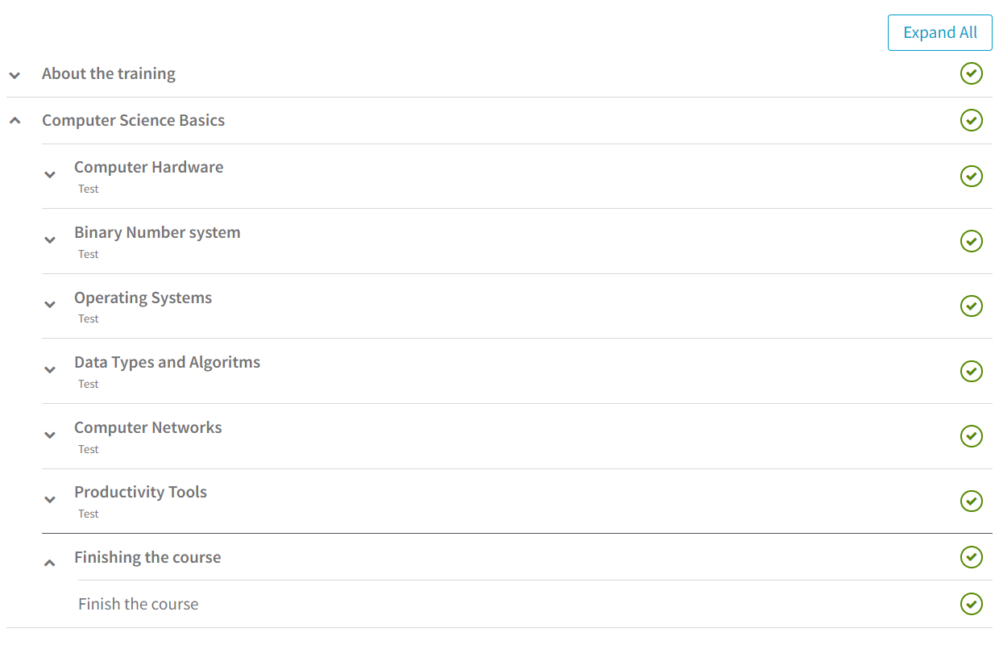 Expand All
About the training
Computer Science Basics
Computer Hardware
Test
Binary Number system
Test
Operating Systems
Test
Data Types and Algoritms
Test
Computer Networks
Test
Productivity Tools
Test
Finishing the course
Finish the course